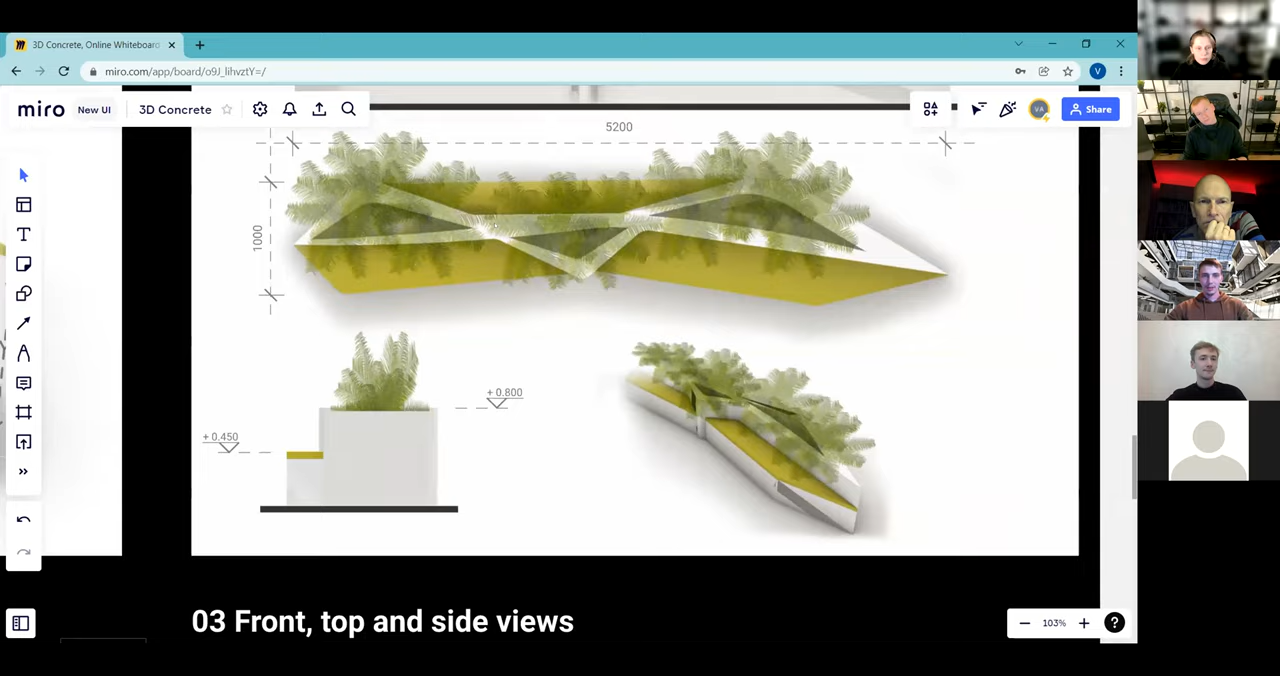 3D Concrete, Online Whiteboard
miro.com/app/board/o9J_lihvztY=/
V
miro
New UI
3D Concrete
VA
Share
5200
1000
+ 0.800
+ 0.450
03 Front, top and side views
103%